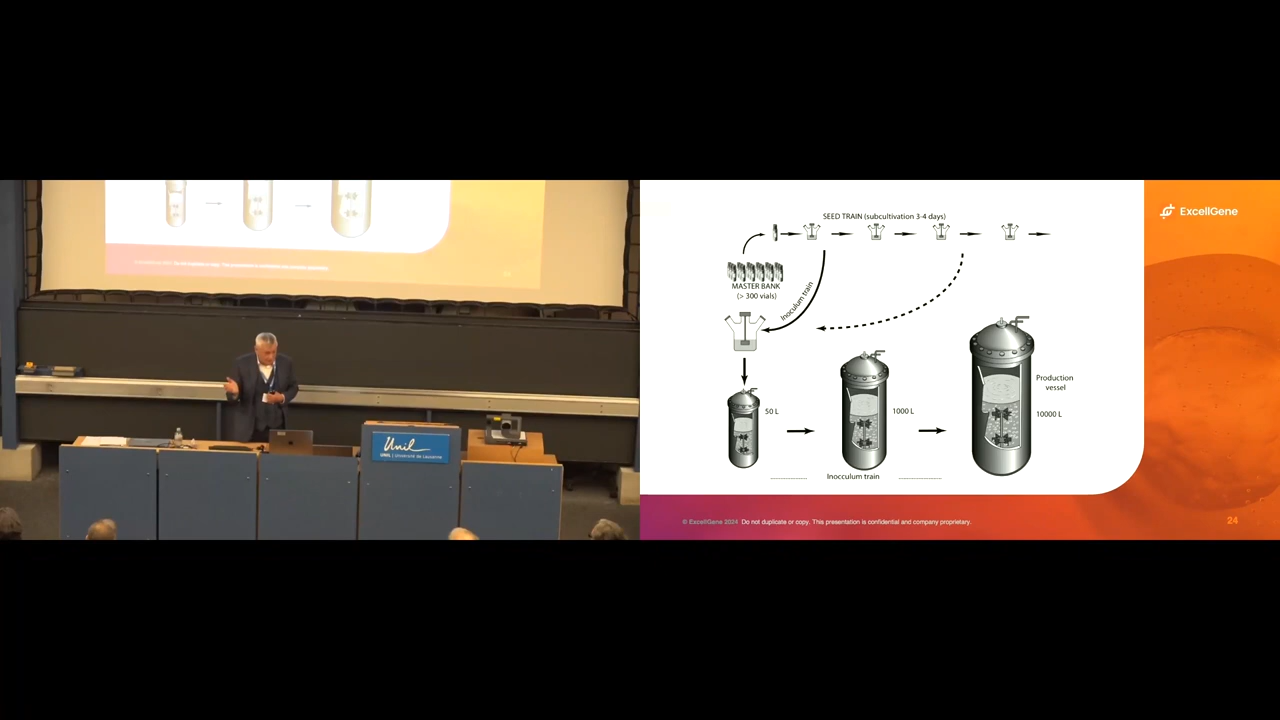 Unil
UNIL | Université de Lausanne
SEED TRAIN (subcultivation 3-4 days)
ExcellGene
MASTER BANK
(> 300 vials)
Inoculum train
Production
vessel
50 L
1000 L
10000 L
Inocculum train
© ExcellGene 2024 Do not duplicate or copy. This presentation is confidential and company proprietary.
24